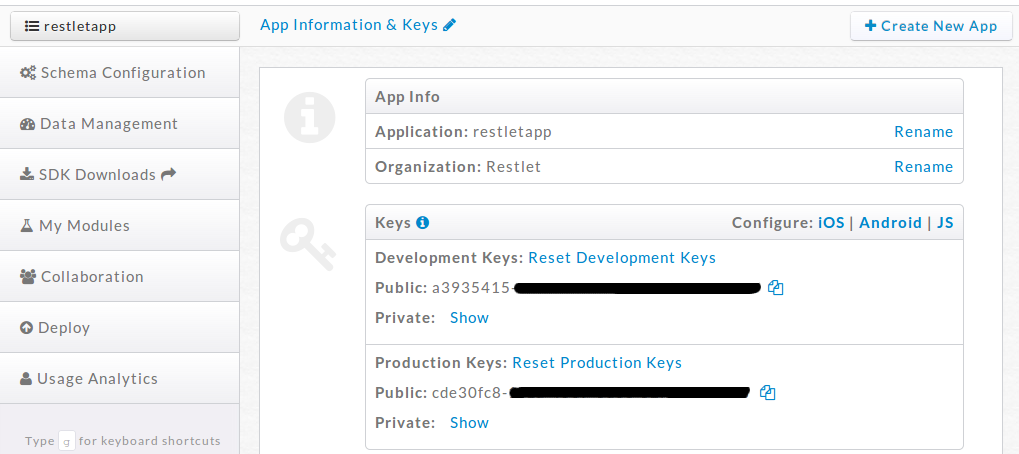 restletapp
App Information & Keys
Create New App
Schema Configuration
Data Management
SDK Downloads
My Modules
Collaboration
Deploy
Usage Analytics
Type g for keyboard shortcuts
App Info
Application: restletapp Rename
Organization: Restlet Rename
Keys Configure: iOS | Android | JS
Development Keys: Reset Development Keys
Public: a3935415-
Private: Show
Production Keys: Reset Production Keys
Public: cde30fc8-
Private: Show